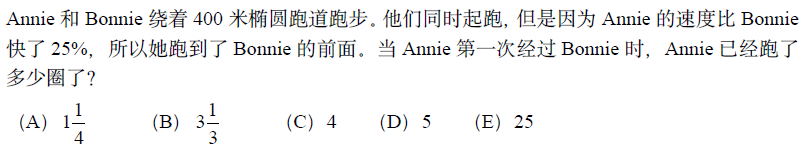 Annie 和 Bonnie 绕着 400 米椭圆跑道跑步。他们同时起跑, 但是因为 Annie 的速度比 Bonnie
快了 25%，所以她跑到了 Bonnie 的前面。当 Annie 第一次经过 Bonnie 时，Annie 已经跑了
多少圈了?
(A) 1 1/4 (B) 3 1/3 (C) 4 (D) 5 (E) 25